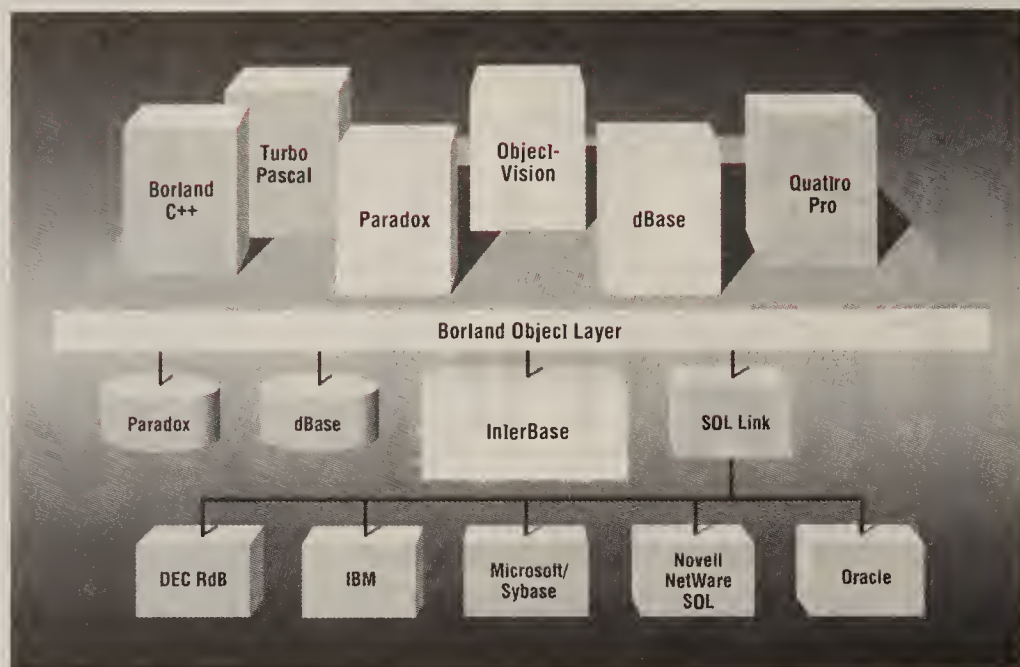 Borland
C++
Turbo
Pascal
Paradox
Object-
Vision
dBase
Quattro
Pro
Borland Object Layer
Paradox
dBase
InterBase
SQL Link
DEC RdB
IBM
Microsoft/
Sybase
Novell
NetWare
SQL
Oracle